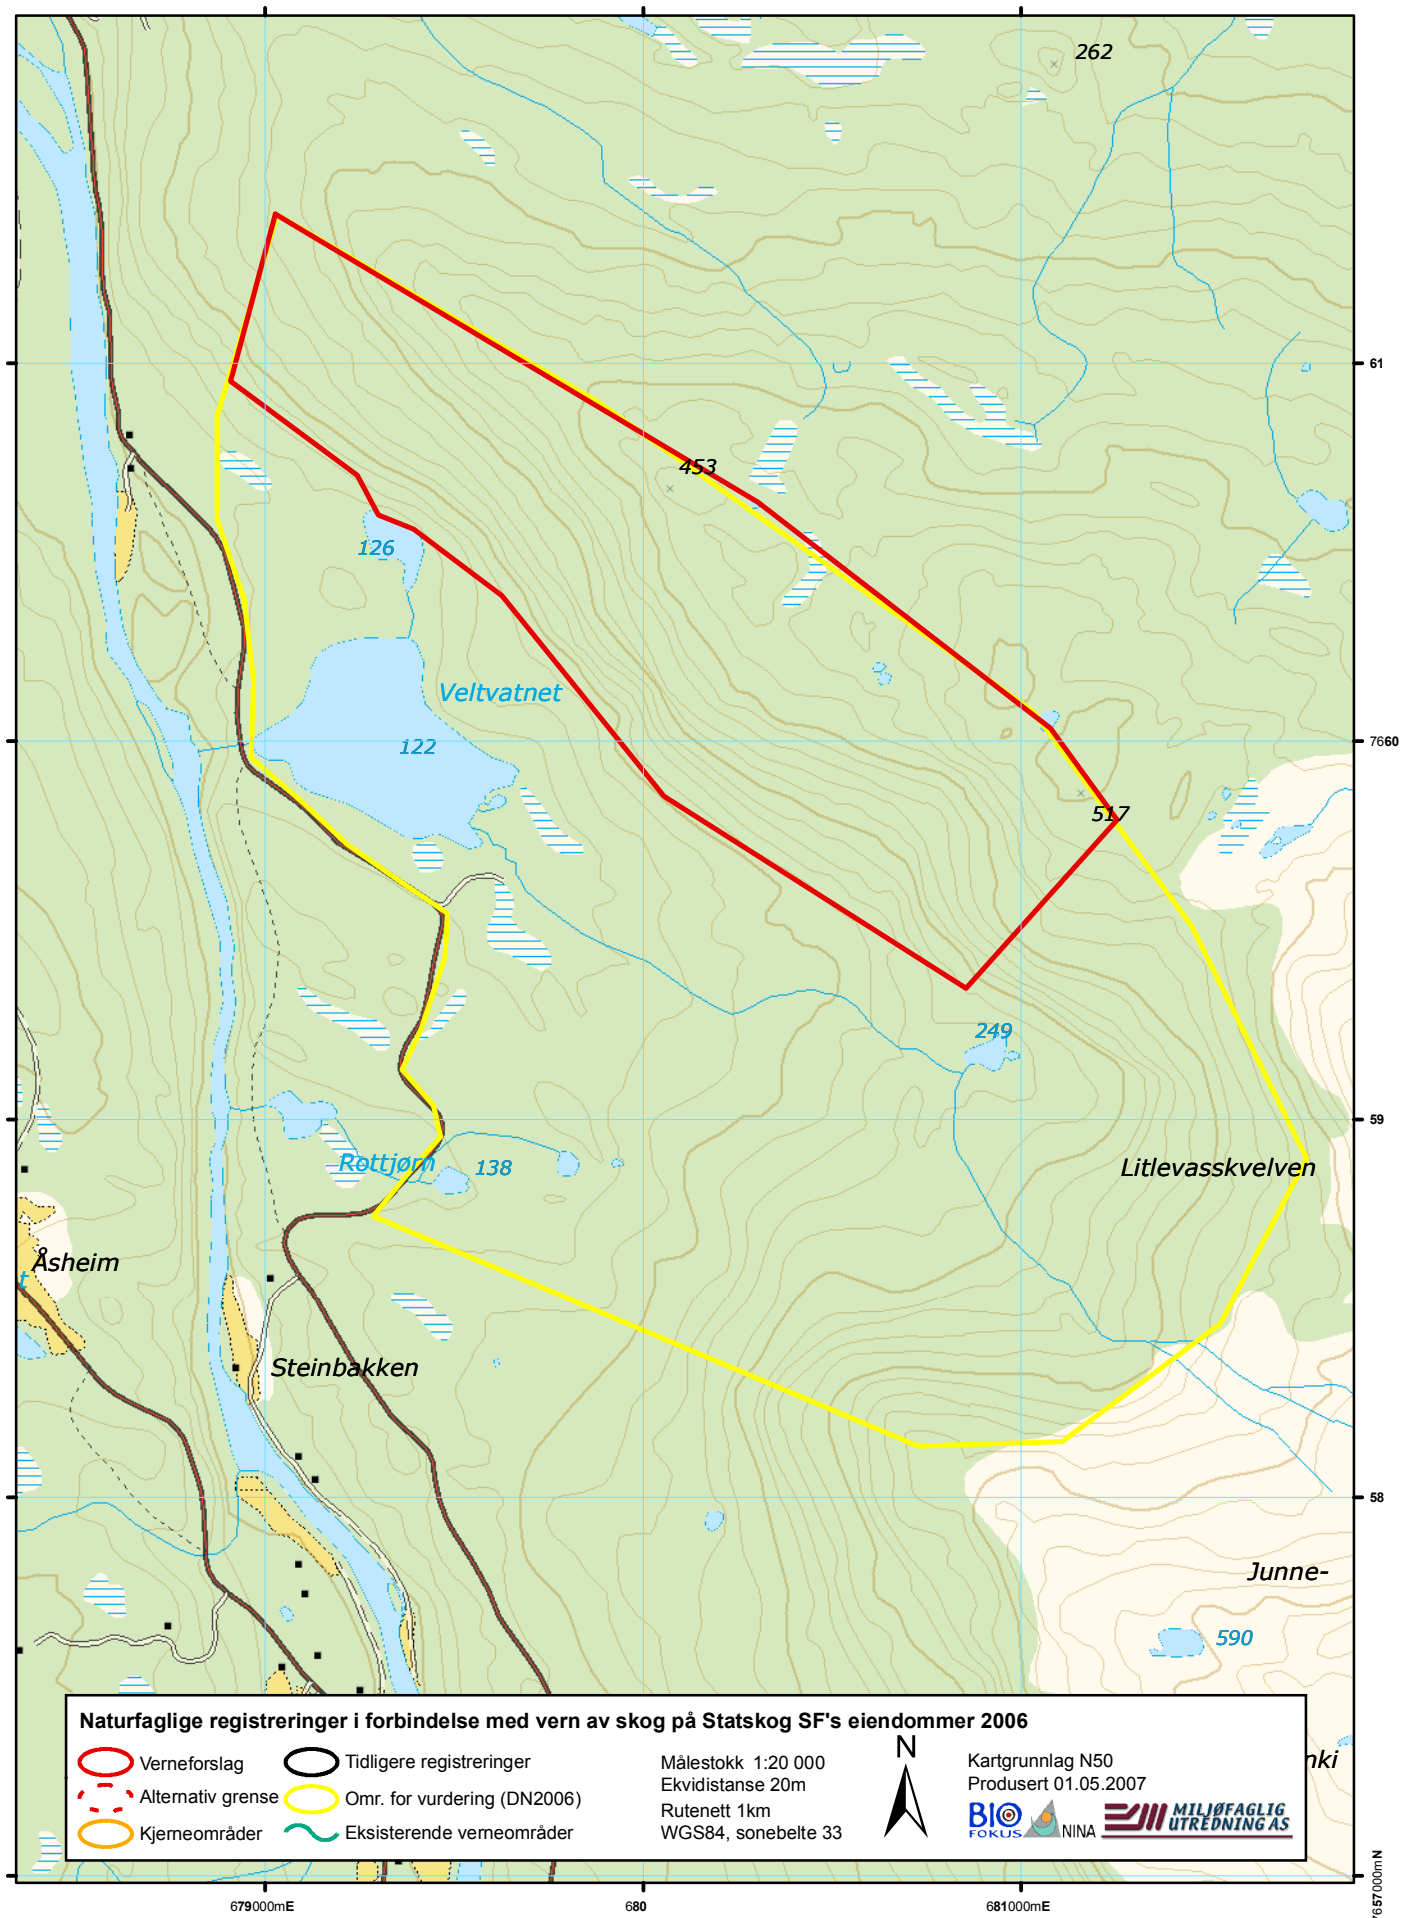 262
61
453
126
Veltvatnet
122
7660
517
249
59
Rottjørn
138
Litlevasskvelven
Åsheim
t
Steinbakken
58
Junne-
590
nki
Naturfaglige registreringer i forbindelse med vern av skog på Statskog SF's eiendommer 2006
Verneforslag
Alternativ grense
Kjerneområder
Tidligere registreringer
Omr. for vurdering (DN2006)
Eksisterende verneområder
Målestokk 1:20 000
Ekvidistanse 20m
Rutenett 1km
WGS84, sonebelte 33
N
Kartgrunnlag N50
Produsert 01.05.2007
BIO
FOKUS
NINA
MILJØFAGLIG
UTREDNING AS
7657000mN
679000mE
680
681000mE